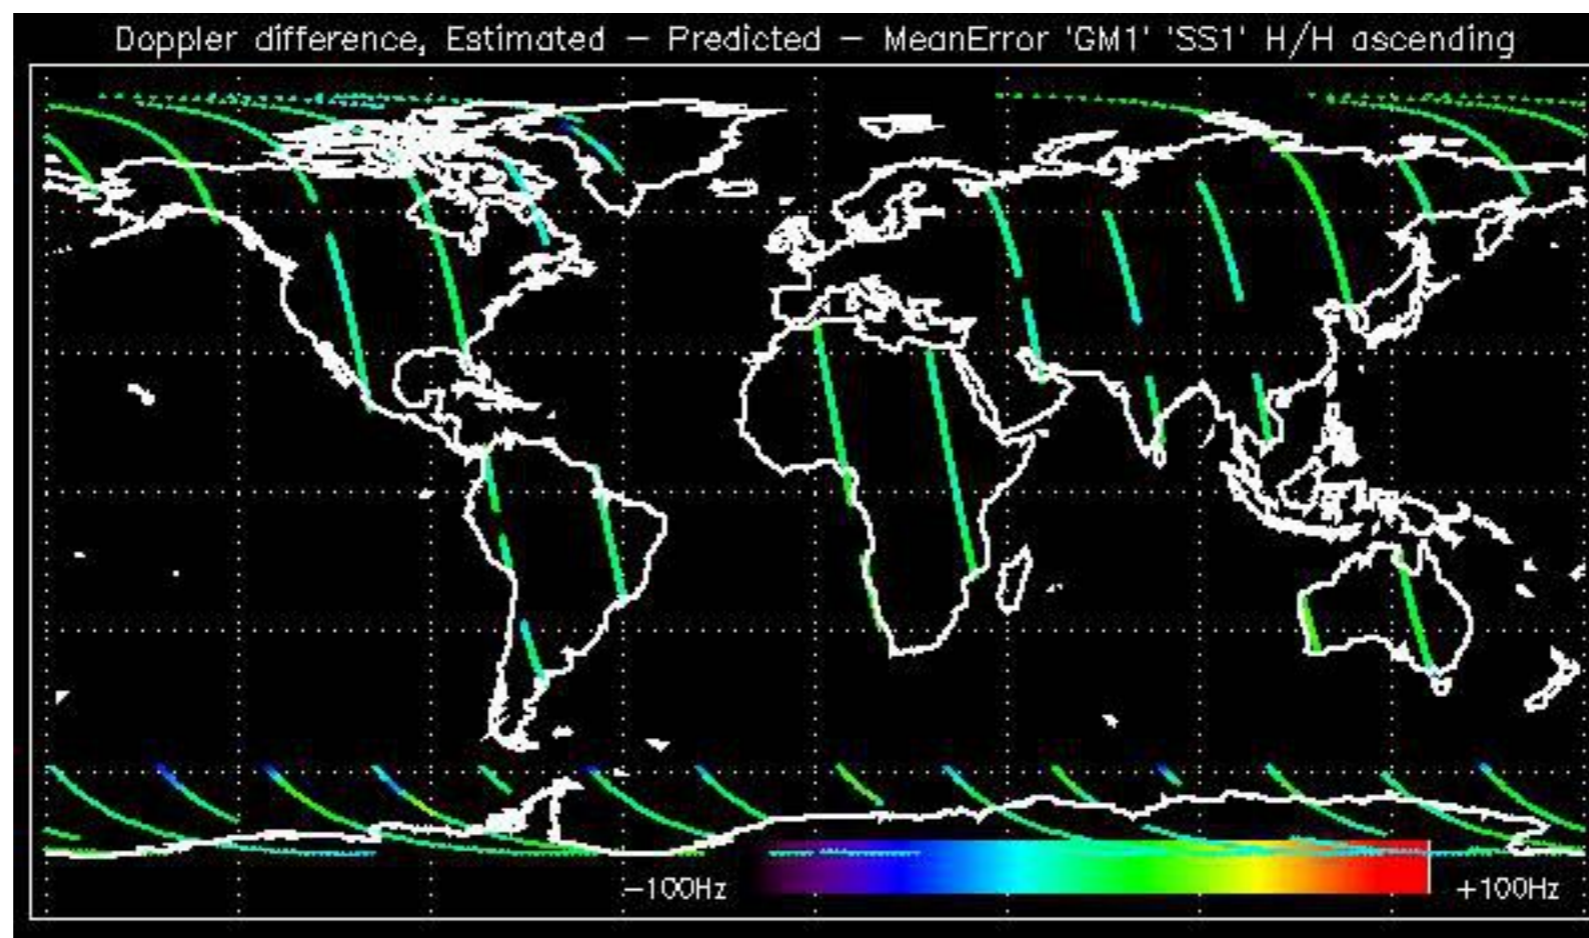 Doppler difference, Estimated – Predicted – MeanError 'GM1' 'SS1' H/H ascending
–100Hz
+100Hz